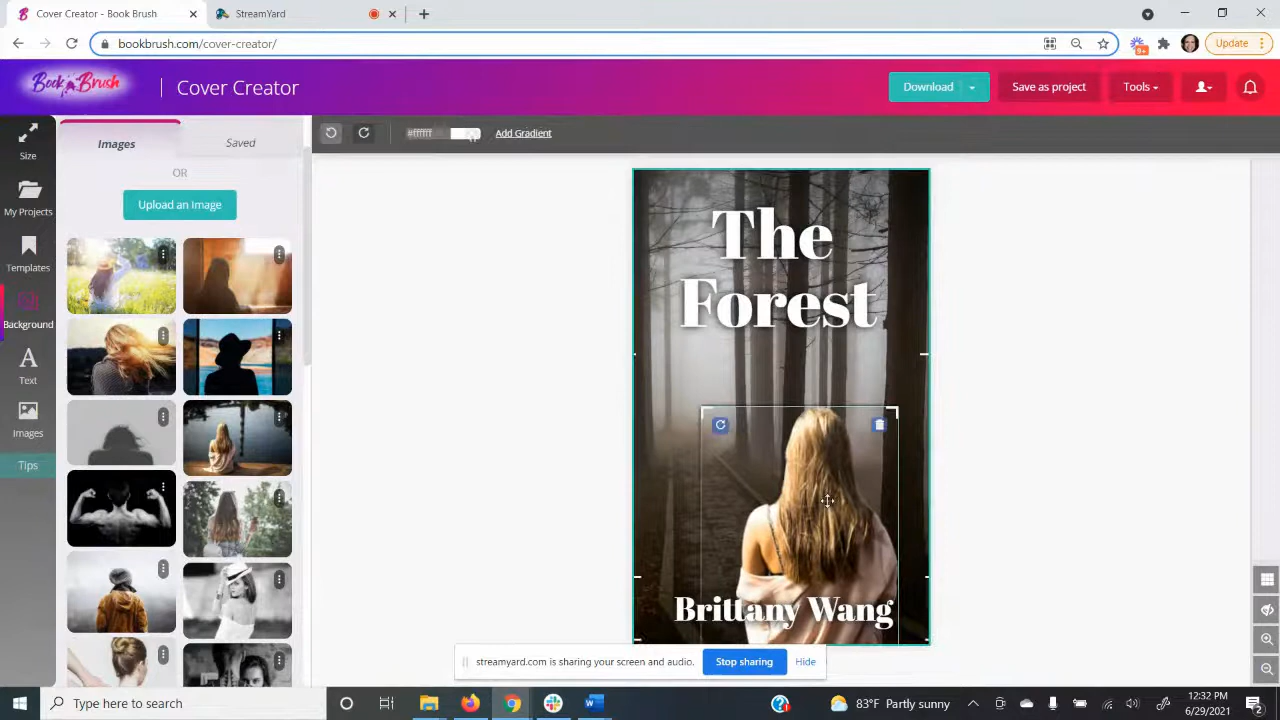 Cover Creator - Book Brush
StreamYard
bookbrush.com/cover-creator/
9+
Update
Book Brush
Cover Creator
Download
Save as project
Tools
Size
My Projects
Templates
Background
Text
Images
Tips
Images
Saved
OR
Upload an Image
#ffffff
Add Gradient
The
Forest
Brittany Wang
streamyard.com is sharing your screen and audio.
Stop sharing
Hide
Type here to search
83°F Partly sunny
12:32 PM
6/29/2021
2